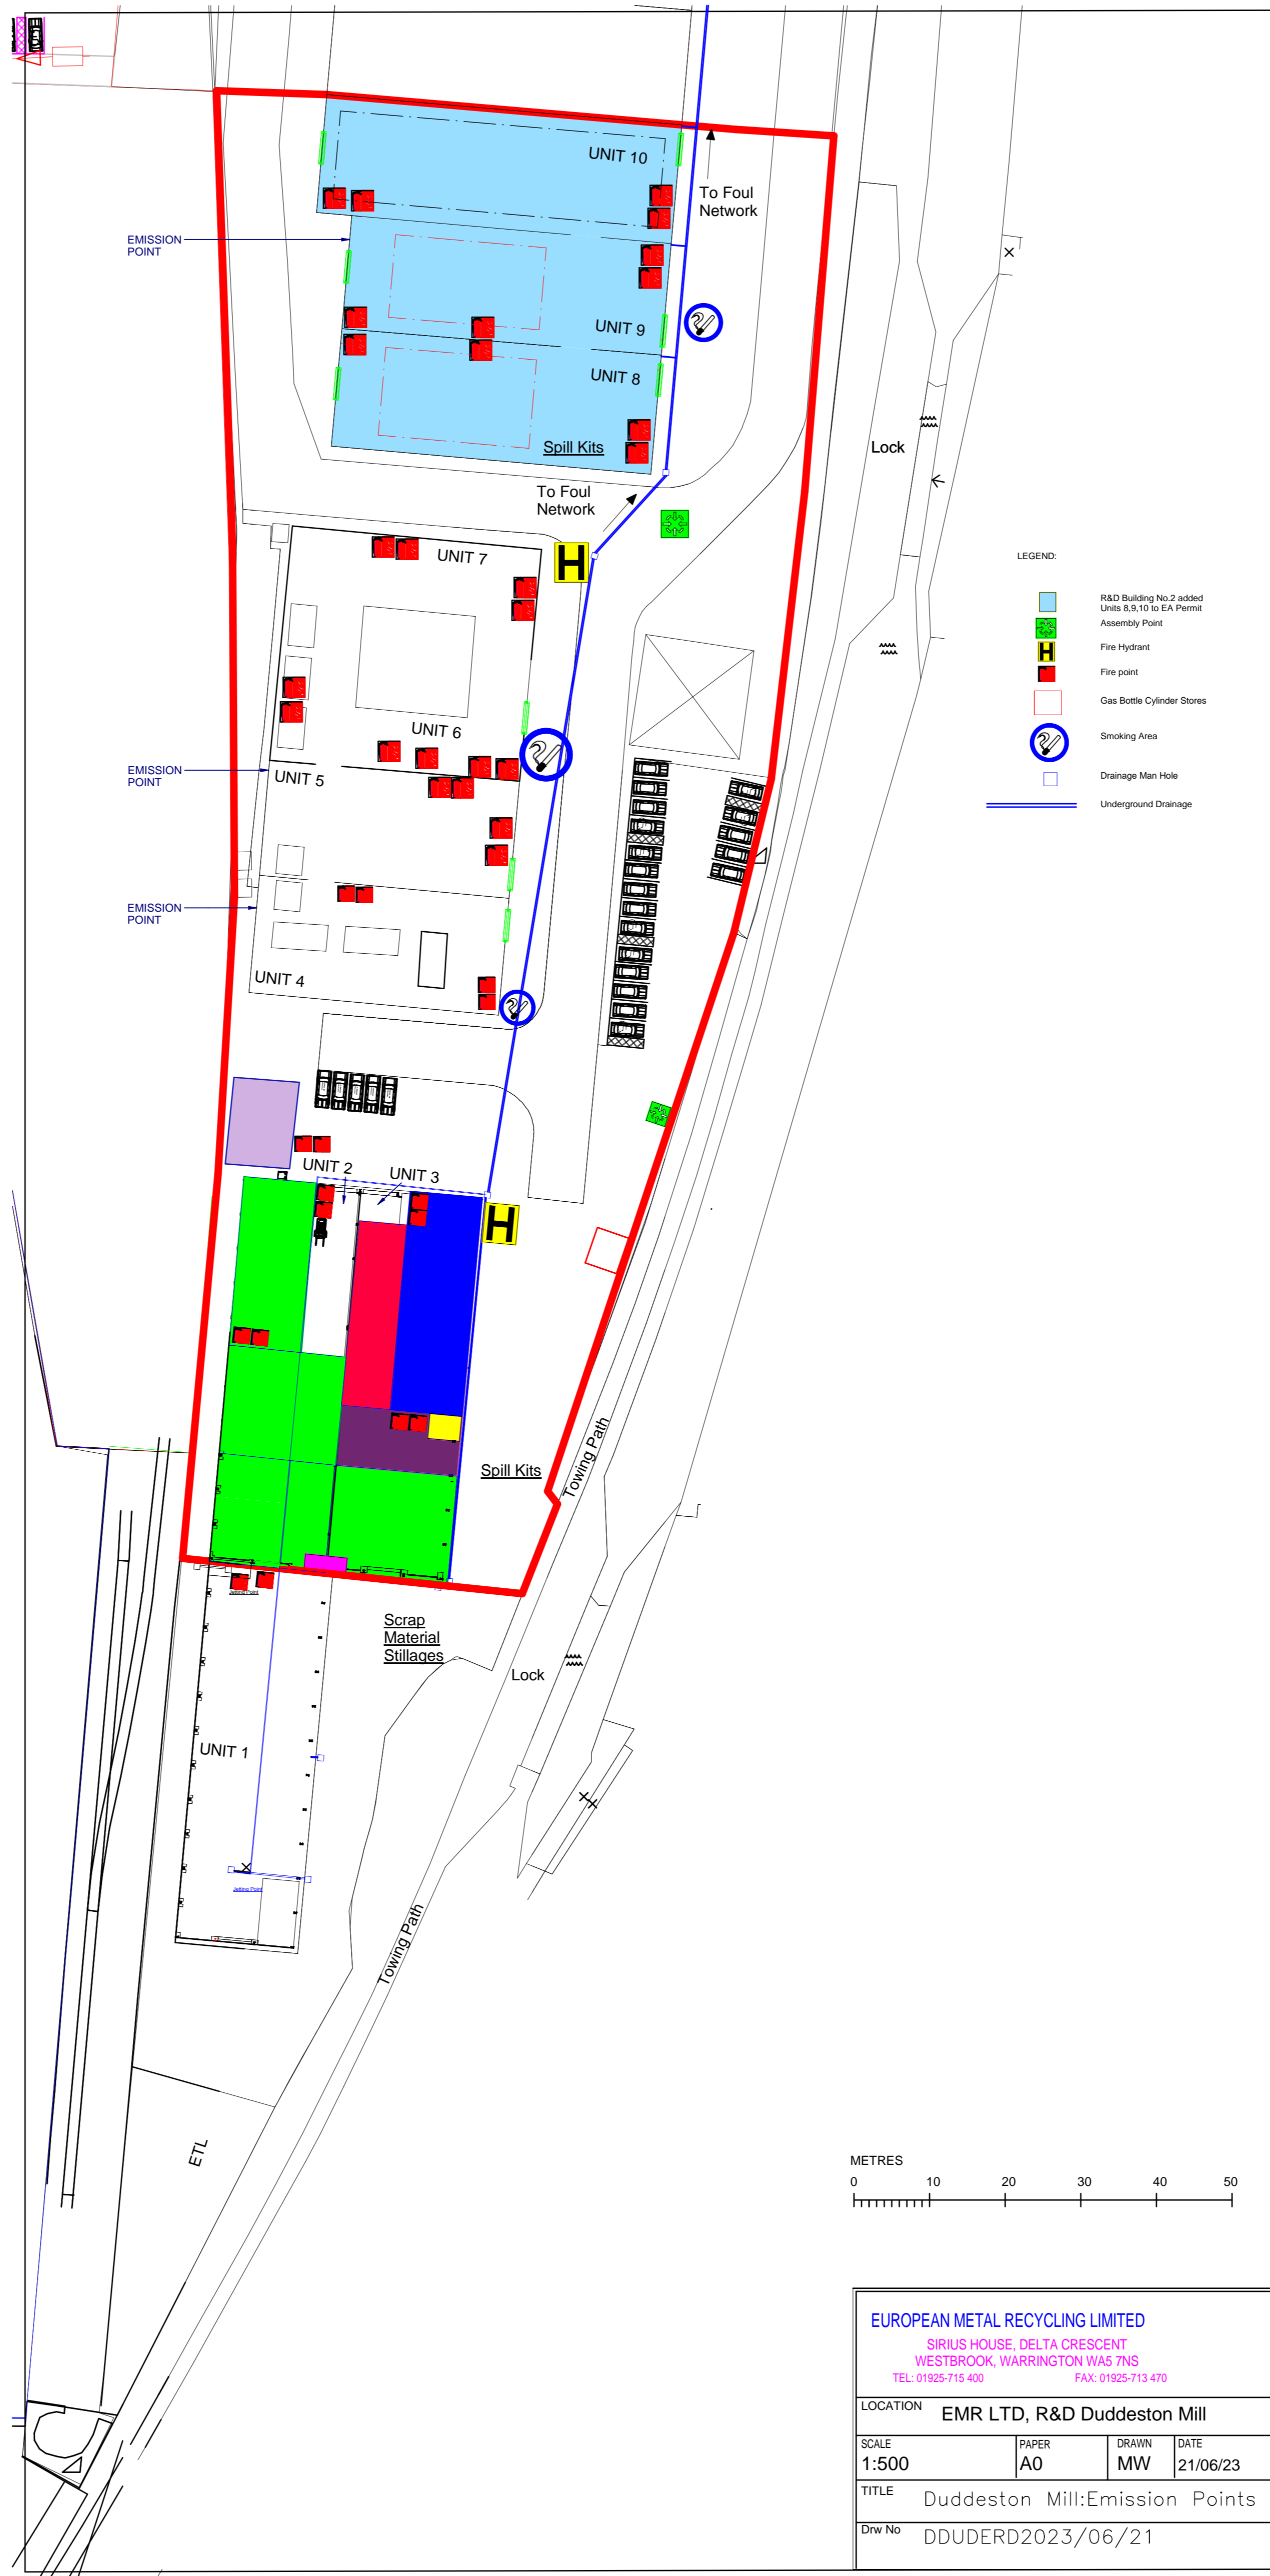 UNIT 10
To Foul
Network
EMISSION
POINT
UNIT 9
UNIT 8
Spill Kits
Lock
To Foul
Network
H
UNIT 7
LEGEND:
R&D Building No.2 added
Units 8,9,10 to EA Permit
Assembly Point
H
Fire Hydrant
Fire point
Gas Bottle Cylinder Stores
Smoking Area
Drainage Man Hole
Underground Drainage
UNIT 6
EMISSION
POINT
UNIT 5
EMISSION
POINT
UNIT 4
UNIT 2
UNIT 3
H
Towing Path
Spill Kits
Jetting Point
Scrap
Material
Stillages
Lock
UNIT 1
Jetting Point
Towing Path
ETL
METRES
0 10 20 30 40 50
EUROPEAN METAL RECYCLING LIMITED
SIRIUS HOUSE, DELTA CRESCENT
WESTBROOK, WARRINGTON WA5 7NS
TEL: 01925-715 400 FAX: 01925-713 470
LOCATION EMR LTD, R&D Duddeston Mill
SCALE PAPER DRAWN DATE
1:500 A0 MW 21/06/23
TITLE Duddeston Mill:Emission Points
Drw No DDUDERD2023/06/21